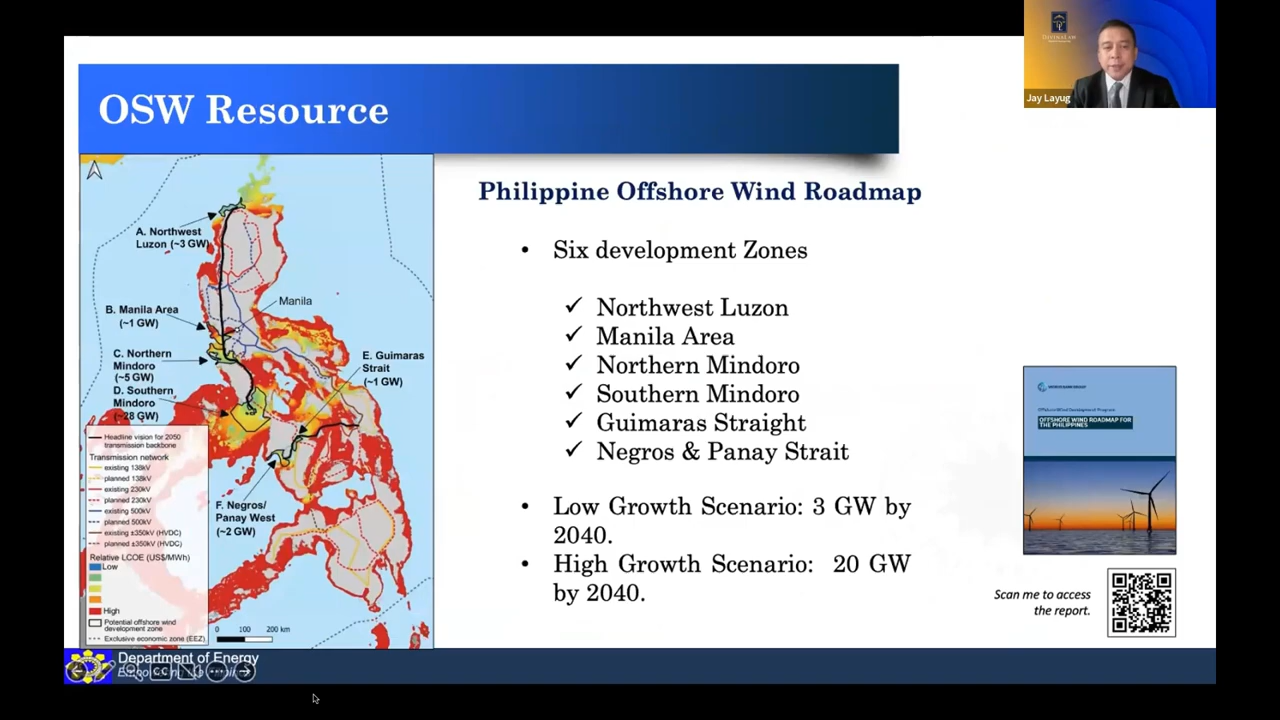 OSW Resource
Jay Layug
Philippine Offshore Wind Roadmap
• Six development Zones
✓ Northwest Luzon
✓ Manila Area
✓ Northern Mindoro
✓ Southern Mindoro
✓ Guimaras Straight
✓ Negros & Panay Strait
• Low Growth Scenario: 3 GW by
2040.
• High Growth Scenario: 20 GW
by 2040.
A. Northwest
Luzon (~3 GW)
Manila
B. Manila Area
(~1 GW)
C. Northern
Mindoro
(~5 GW)
D. Southern
Mindoro
(~28 GW)
E. Guimaras
Strait
(~1 GW)
F. Negros/
Panay West
(~2 GW)
Headline vision for 2050
transmission backbone
Transmission network
existing 138kV
planned 138kV
existing 230kV
planned 230kV
existing 500kV
planned 500kV
existing ±350kV (HVDC)
planned ±350kV (HVDC)
Relative LCOE (US$/MWh)
Low
High
Potential offshore wind
development zone
Exclusive economic zone (EEZ)
0 100 200 km
OFFSHORE WIND ROADMAP FOR
THE PHILIPPINES
Scan me to access
the report.
Department of Energy